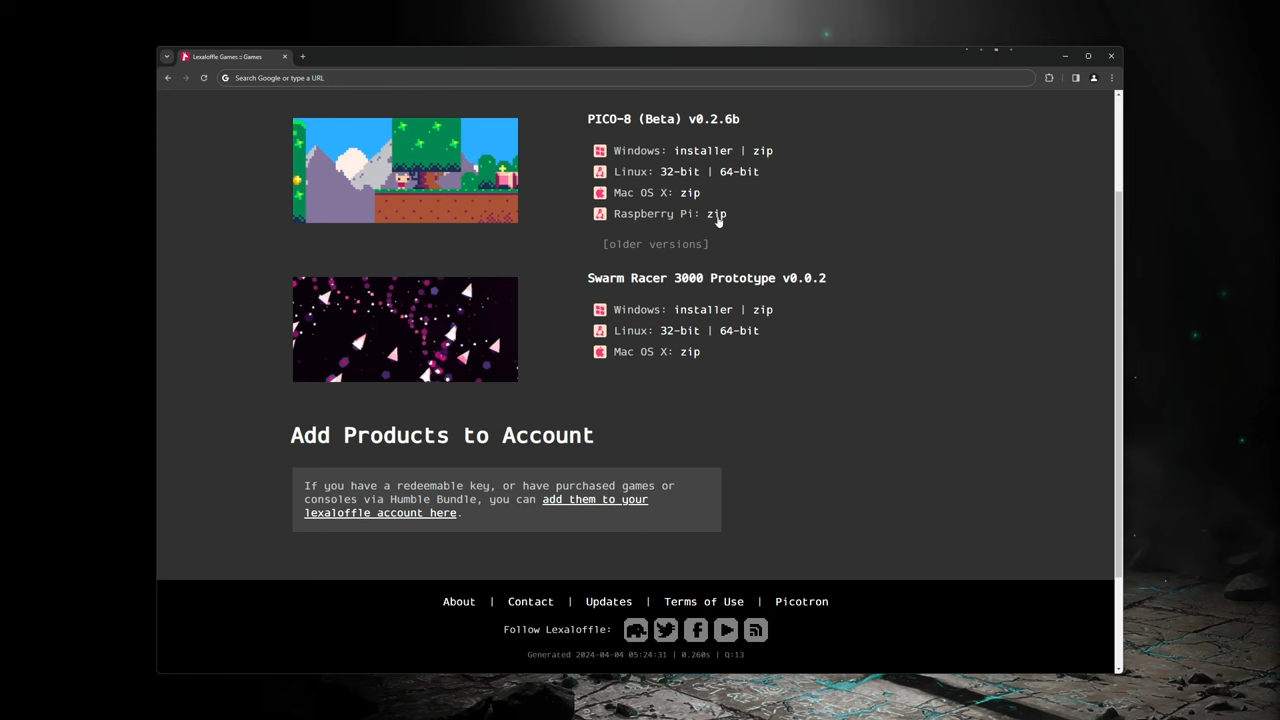 Lexaloffle Games :: Games
Search Google or type a URL
PICO-8 (Beta) v0.2.6b
Windows: installer | zip
Linux: 32-bit | 64-bit
Mac OS X: zip
Raspberry Pi: zip
[older versions]
Swarm Racer 3000 Prototype v0.0.2
Windows: installer | zip
Linux: 32-bit | 64-bit
Mac OS X: zip
Add Products to Account
If you have a redeemable key, or have purchased games or
consoles via Humble Bundle, you can add them to your
lexaloffle account here.
About | Contact | Updates | Terms of Use | Picotron
Follow Lexaloffle:
Generated 2024-04-04 05:24:31 | 0.260s | Q:13